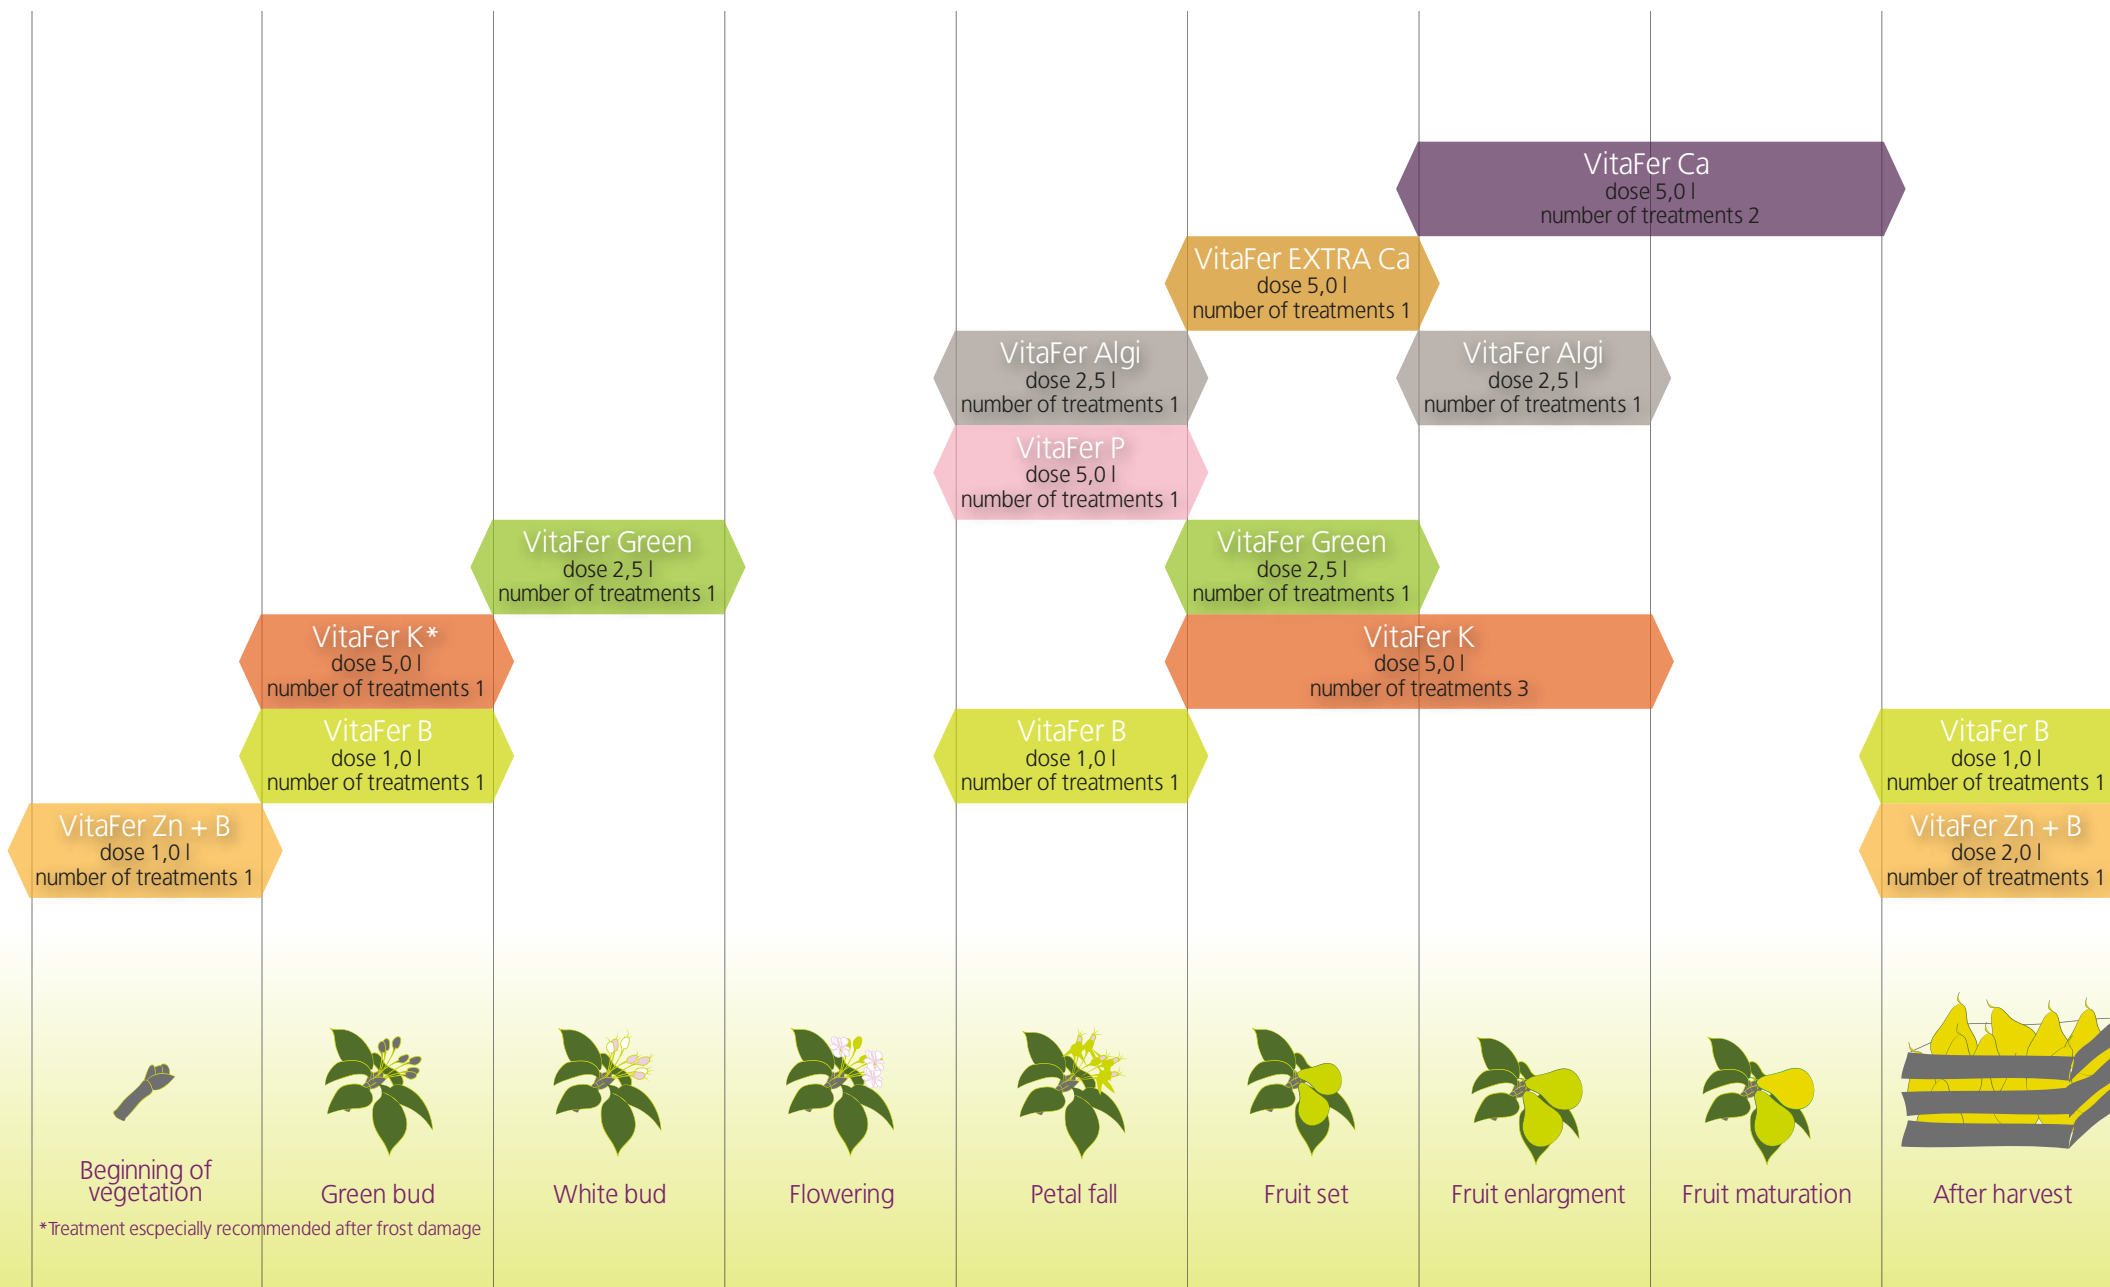 VitaFer Ca
dose 5,0 l
number of treatments 2
VitaFer EXTRA Ca
dose 5,0 l
number of treatments 1
VitaFer Algi
dose 2,5 l
number of treatments 1
VitaFer Algi
dose 2,5 l
number of treatments 1
VitaFer P
dose 5,0 l
number of treatments 1
VitaFer Green
dose 2,5 l
number of treatments 1
VitaFer Green
dose 2,5 l
number of treatments 1
VitaFer K*
dose 5,0 l
number of treatments 1
VitaFer K
dose 5,0 l
number of treatments 3
VitaFer B
dose 1,0 l
number of treatments 1
VitaFer B
dose 1,0 l
number of treatments 1
VitaFer B
dose 1,0 l
number of treatments 1
VitaFer Zn + B
dose 1,0 l
number of treatments 1
VitaFer Zn + B
dose 2,0 l
number of treatments 1
Beginning of
vegetation
Green bud
White bud
Flowering
Petal fall
Fruit set
Fruit enlargment
Fruit maturation
After harvest
*Treatment escpecially recommended after frost damage